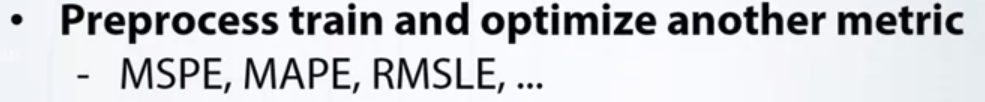 • Preprocess train and optimize another metric
- MSPE, MAPE, RMSLE, ...